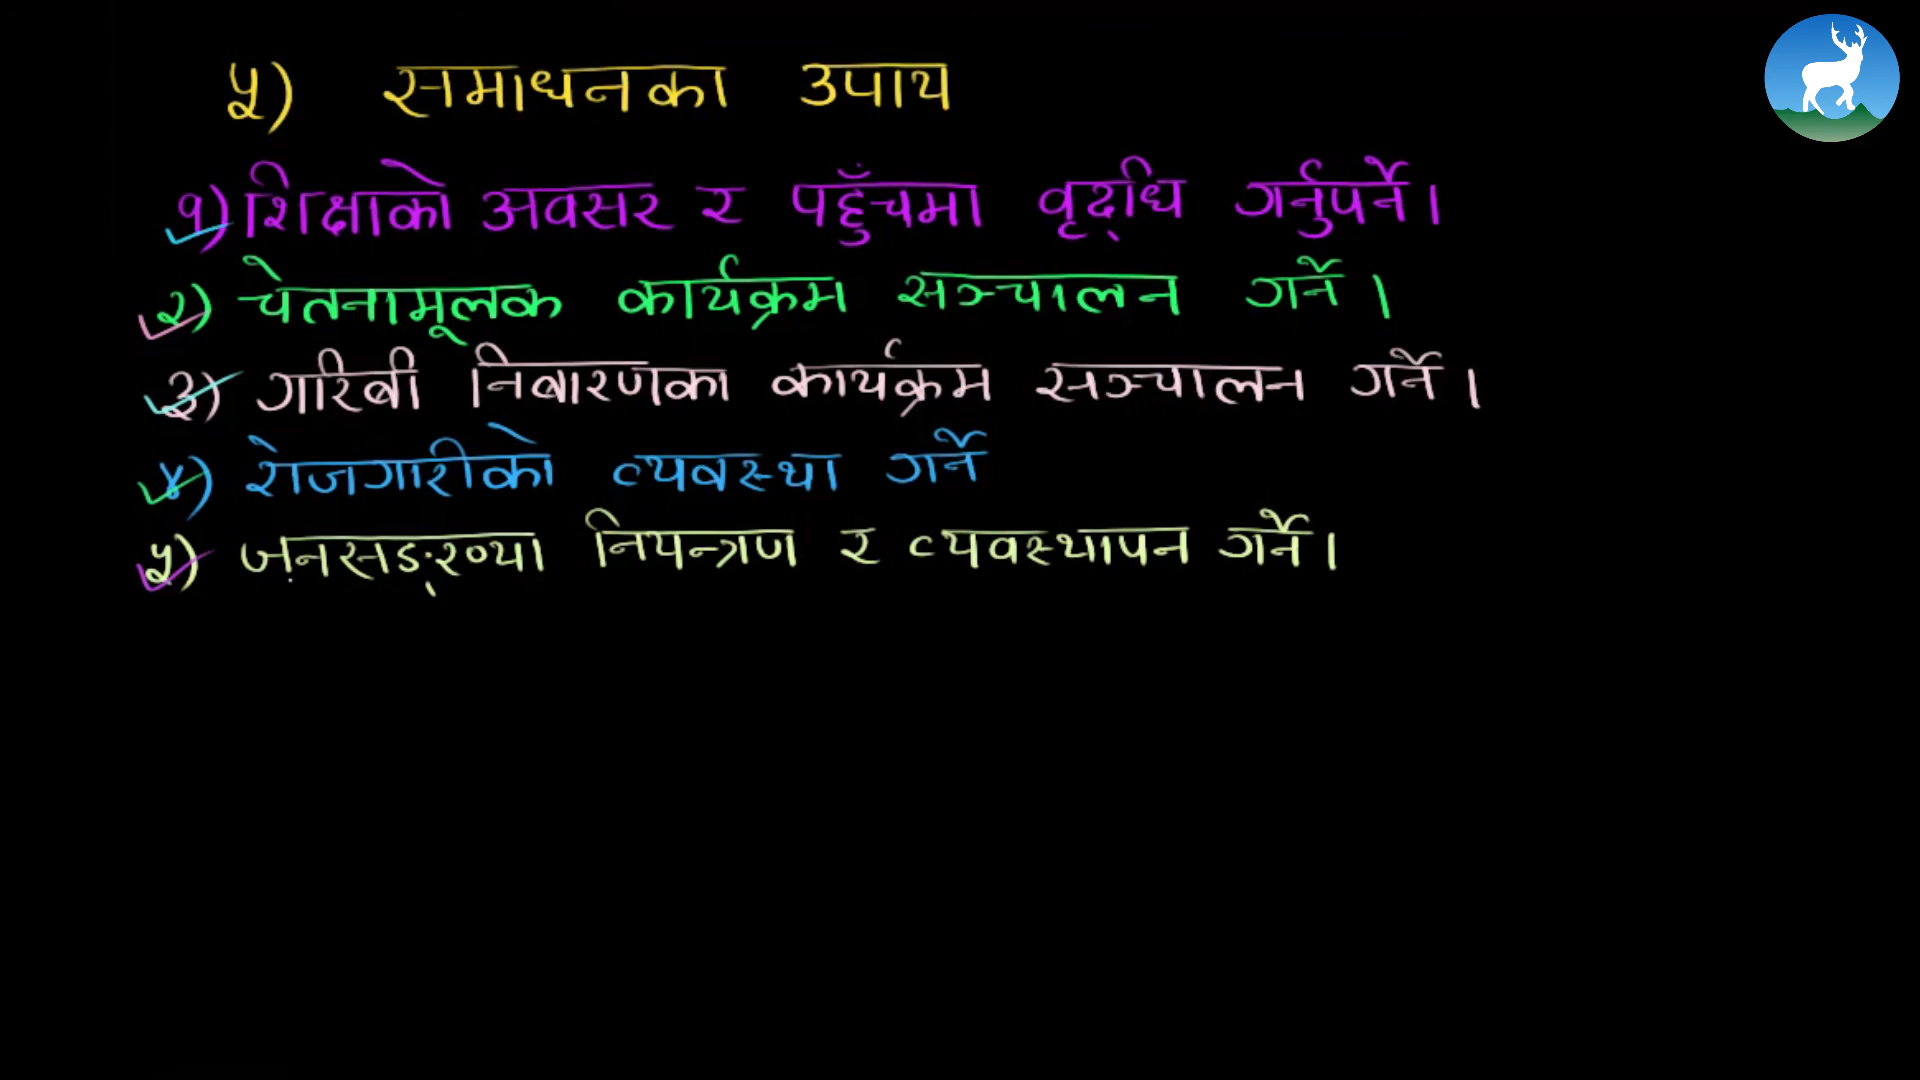 ५) समाधनका उपाय
१) शिक्षाको अवसर र पहुँचमा वृद्‌धि गर्नुपर्ने।
२) चेतनामूलक कार्यक्रम सञ्चालन गर्ने।
३) गरिबी निबारणका कार्यक्रम सञ्चालन गर्ने।
४) रोजगारीको व्यवस्था गर्ने
५) जनसङ्ख्या नियन्त्रण र व्यवस्थापन गर्ने।